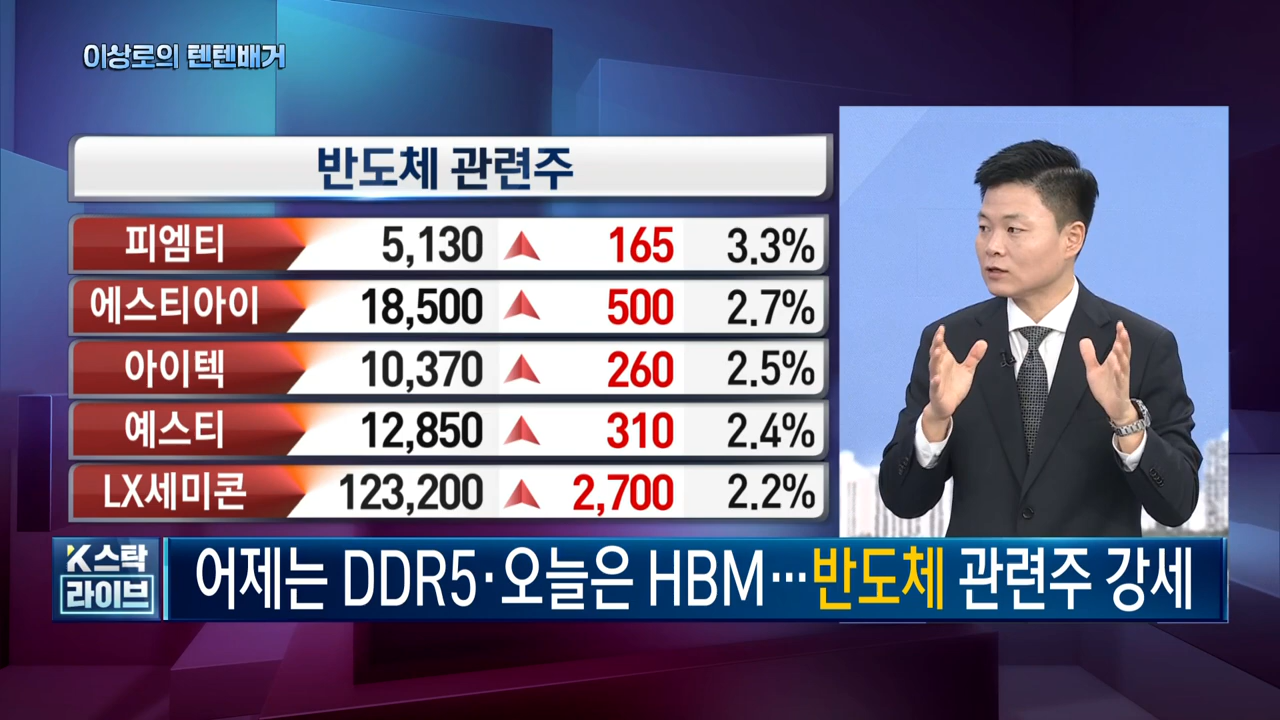 이상로의 텐텐배거
반도체 관련주
피엠티 5,130 ▲ 165 3.3%
에스티아이 18,500 ▲ 500 2.7%
아이텍 10,370 ▲ 260 2.5%
예스티 12,850 ▲ 310 2.4%
LX세미콘 123,200 ▲ 2,700 2.2%
K스탁
라이브
어제는 DDR5·오늘은 HBM…반도체 관련주 강세